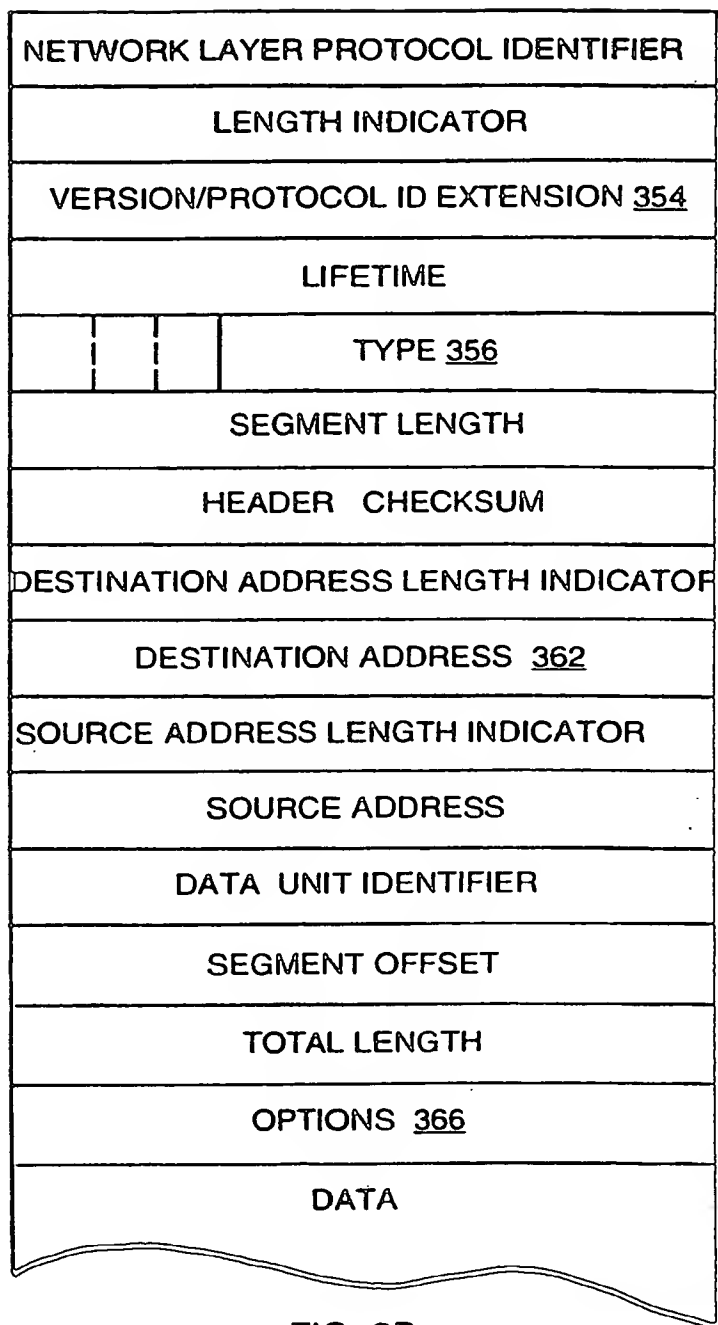 NETWORK LAYER PROTOCOL IDENTIFIER
LENGTH INDICATOR
VERSION/PROTOCOL ID EXTENSION 354
LIFETIME
TYPE 356
SEGMENT LENGTH
HEADER CHECKSUM
DESTINATION ADDRESS LENGTH INDICATOR
DESTINATION ADDRESS 362
SOURCE ADDRESS LENGTH INDICATOR
SOURCE ADDRESS
DATA UNIT IDENTIFIER
SEGMENT OFFSET
TOTAL LENGTH
OPTIONS 366
DATA